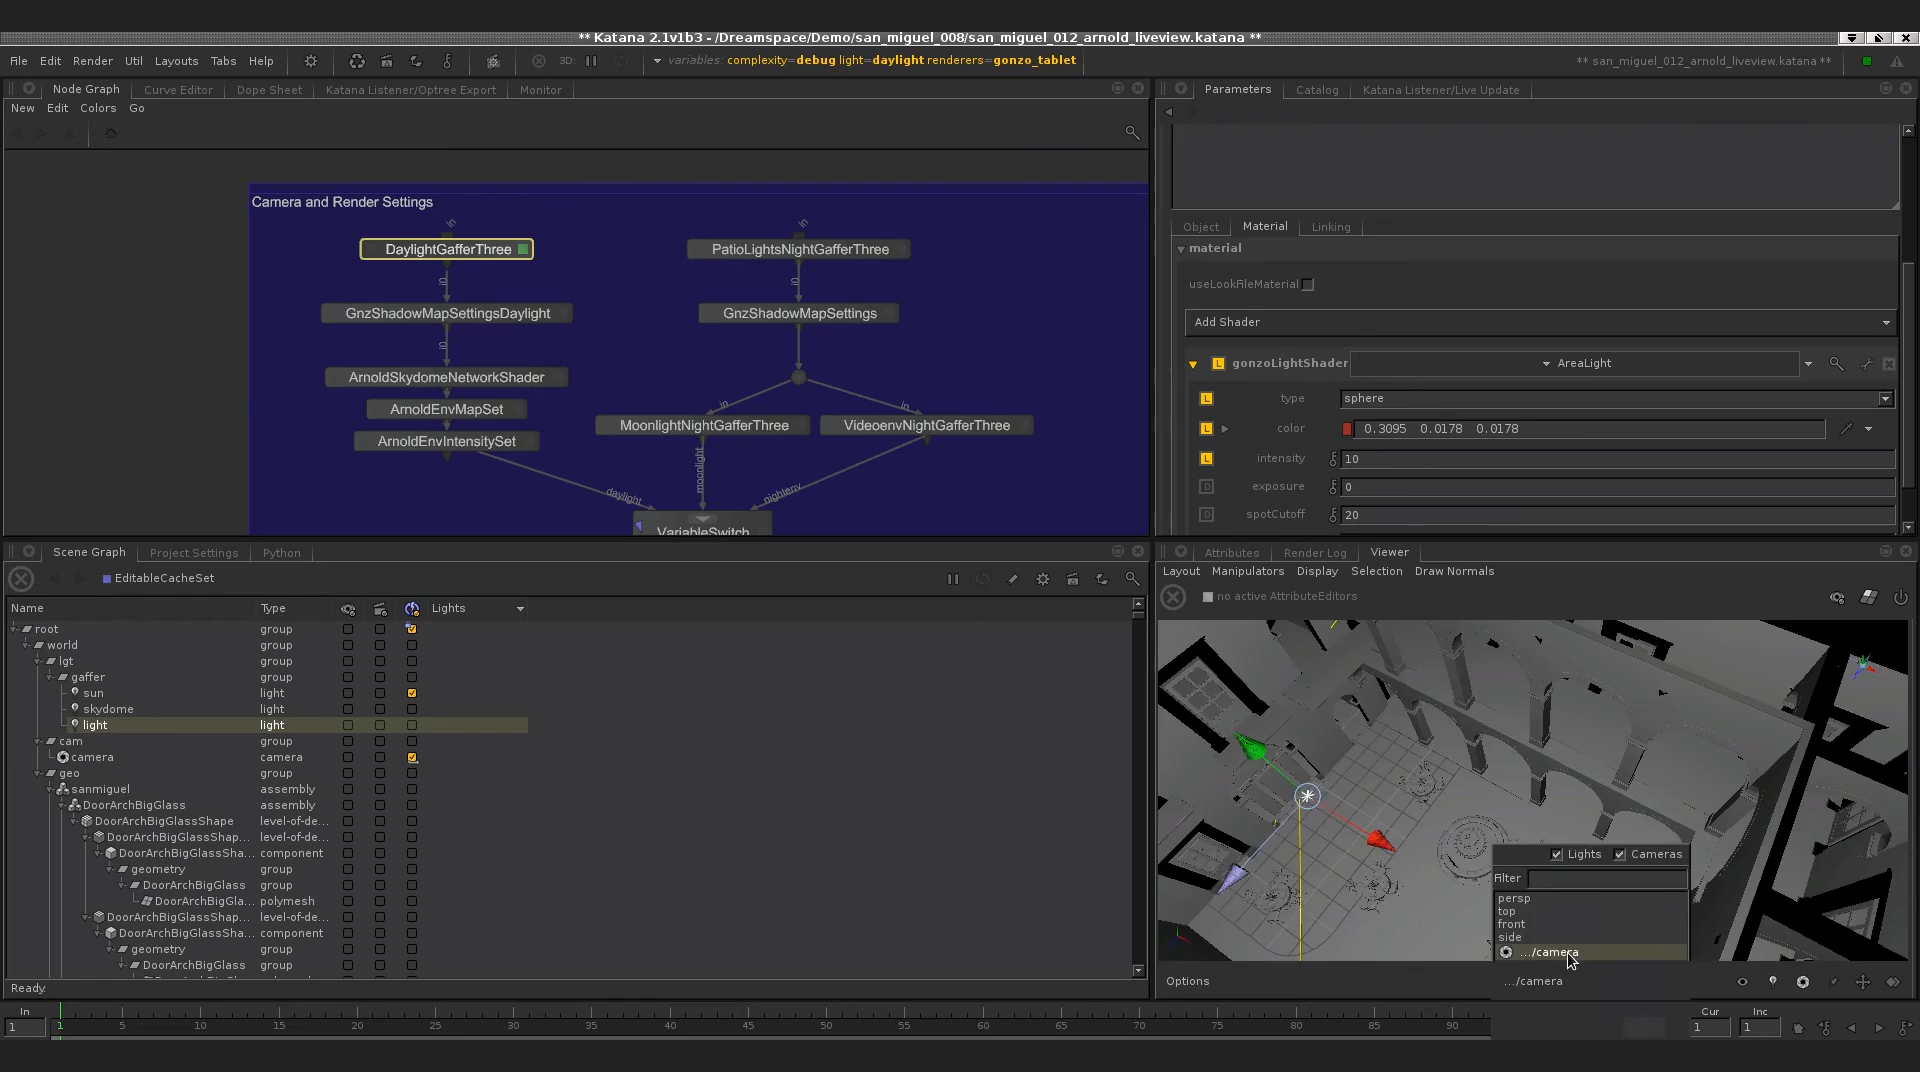 ** Katana 2.1v1b3 - /Dreamspace/Demo/san_miguel_008/san_miguel_012_arnold_liveview.katana **
File Edit Render Util Layouts Tabs Help 3D: variables: complexity=debug light=daylight renderers=gonzo_tablet ** san_miguel_012_arnold_liveview.katana **
Node Graph Curve Editor Dope Sheet Katana Listener/Optree Export Monitor
New Edit Colors Go
Camera and Render Settings
in in
DaylightGafferThree PatioLightsNightGafferThree
in in
GnzShadowMapSettingsDaylight GnzShadowMapSettings
in
ArnoldSkydomeNetworkShader
in in
ArnoldEnvMapSet
MoonlightNightGafferThree VideoenvNightGafferThree
ArnoldEnvIntensitySet
daylight moonlight nightenv
VariableSwitch
Parameters Catalog Katana Listener/Live Update
Object Material Linking
material
useLookFileMaterial
Add Shader
L gonzoLightShader AreaLight
L type sphere
L color 0.3095 0.0178 0.0178
L intensity 10
D exposure 0
D spotCutoff 20
Scene Graph Project Settings Python
EditableCacheSet
Name Type Lights
root group
world group
lgt group
gaffer group
sun light
skydome light
light light
cam group
camera camera
geo group
sanmiguel assembly
DoorArchBigGlass assembly
DoorArchBigGlassShape level-of-de...
DoorArchBigGlassShap... level-of-de...
DoorArchBigGlassSha... component
geometry group
DoorArchBigGlass group
DoorArchBigGla... polymesh
DoorArchBigGlassShap... level-of-de...
DoorArchBigGlassSha... component
geometry group
DoorArchBigGlass group
Ready
Attributes Render Log Viewer
Layout Manipulators Display Selection Draw Normals
no active AttributeEditors
Lights Cameras
Filter
persp
top
front
side
.../camera
Options .../camera
In Cur Inc
1 1 5 10 15 20 25 30 35 40 45 50 55 60 65 70 75 80 85 90 1 1